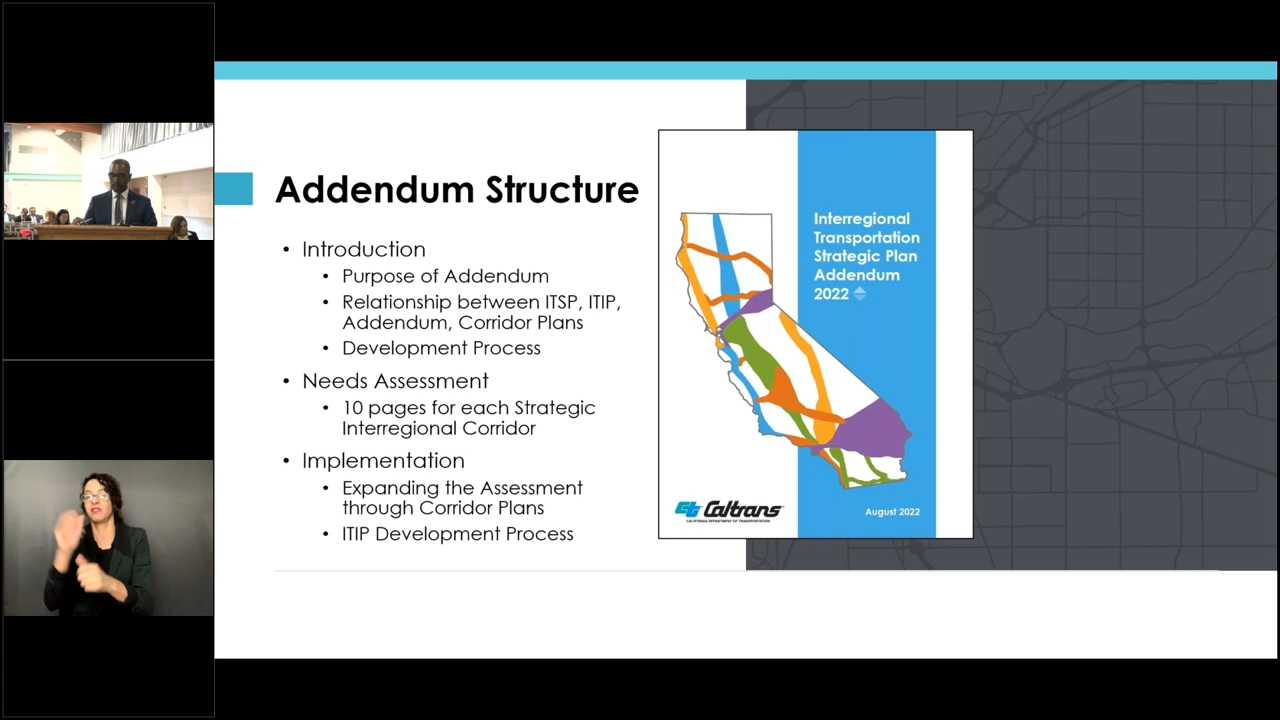 Addendum Structure
• Introduction
• Purpose of Addendum
• Relationship between ITSP, ITIP,
Addendum, Corridor Plans
• Development Process
• Needs Assessment
• 10 pages for each Strategic
Interregional Corridor
• Implementation
• Expanding the Assessment
through Corridor Plans
• ITIP Development Process
Interregional
Transportation
Strategic Plan
Addendum
2022
ct Caltrans
CALIFORNIA DEPARTMENT OF TRANSPORTATION
August 2022